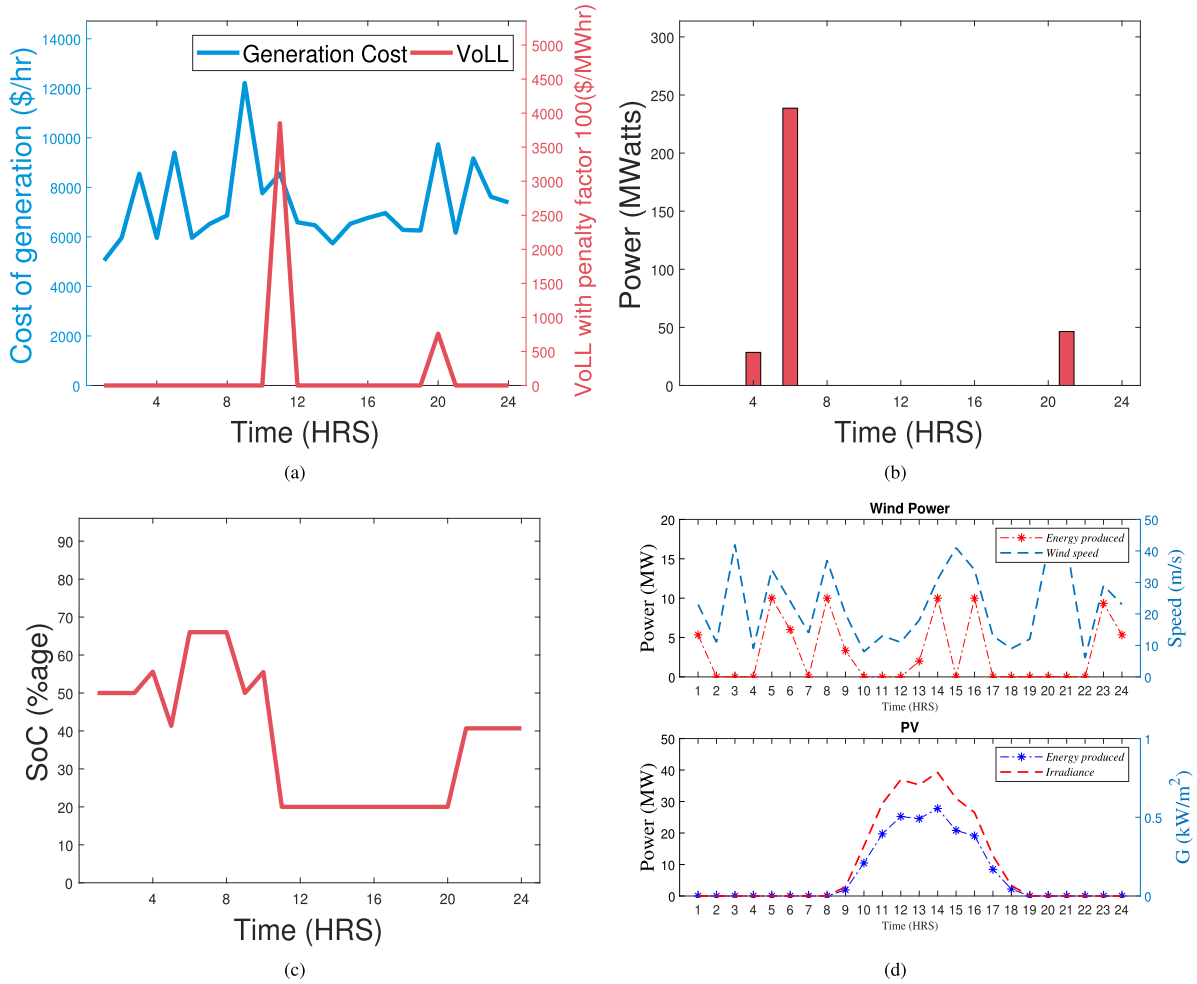 Generation Cost VoLL
Cost of generation ($/hr)
14000
12000
10000
8000
6000
4000
2000
0
VoLL with penalty factor 100($/MWhr)
5000
4500
4000
3500
3000
2500
2000
1500
1000
500
0
4 8 12 16 20 24
Time (HRS)
(a)
Power (MWatts)
300
250
200
150
100
50
0
4 8 12 16 20 24
Time (HRS)
(b)
SoC (%age)
90
80
70
60
50
40
30
20
10
0
4 8 12 16 20 24
Time (HRS)
(c)
Wind Power
Energy produced
Wind speed
Power (MW)
20
15
10
5
0
Speed (m/s)
50
40
30
20
10
0
1 2 3 4 5 6 7 8 9 10 11 12 13 14 15 16 17 18 19 20 21 22 23 24
Time (HRS)
PV
Energy produced
Irradiance
Power (MW)
50
40
30
20
10
0
G (kW/m²)
1
0.5
0
1 2 3 4 5 6 7 8 9 10 11 12 13 14 15 16 17 18 19 20 21 22 23 24
Time (HRS)
(d)